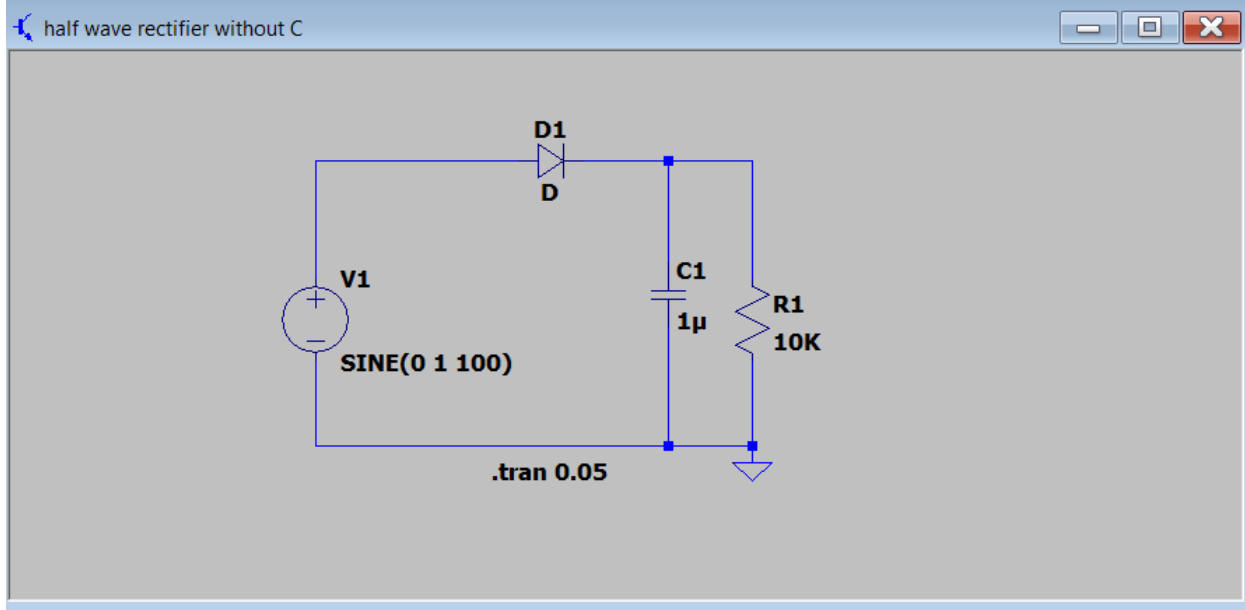 half wave rectifier without C
D1
D
V1
SINE(0 1 100)
C1
1µ
R1
10K
.tran 0.05